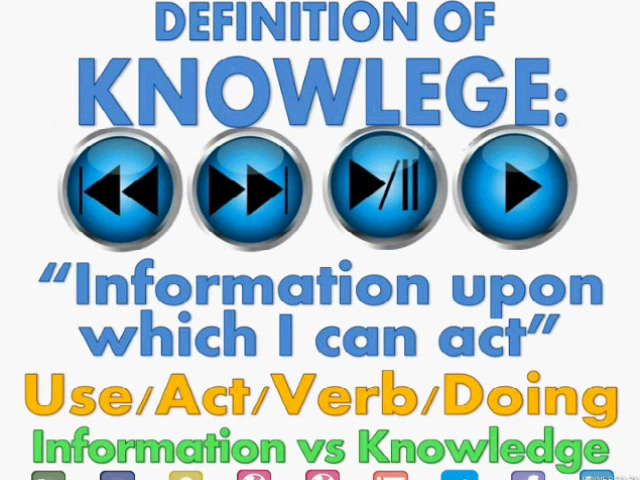 DEFINITION OF
KNOWLEGE:
“Information upon
which I can act”
Use/Act/Verb/Doing
Information vs Knowledge